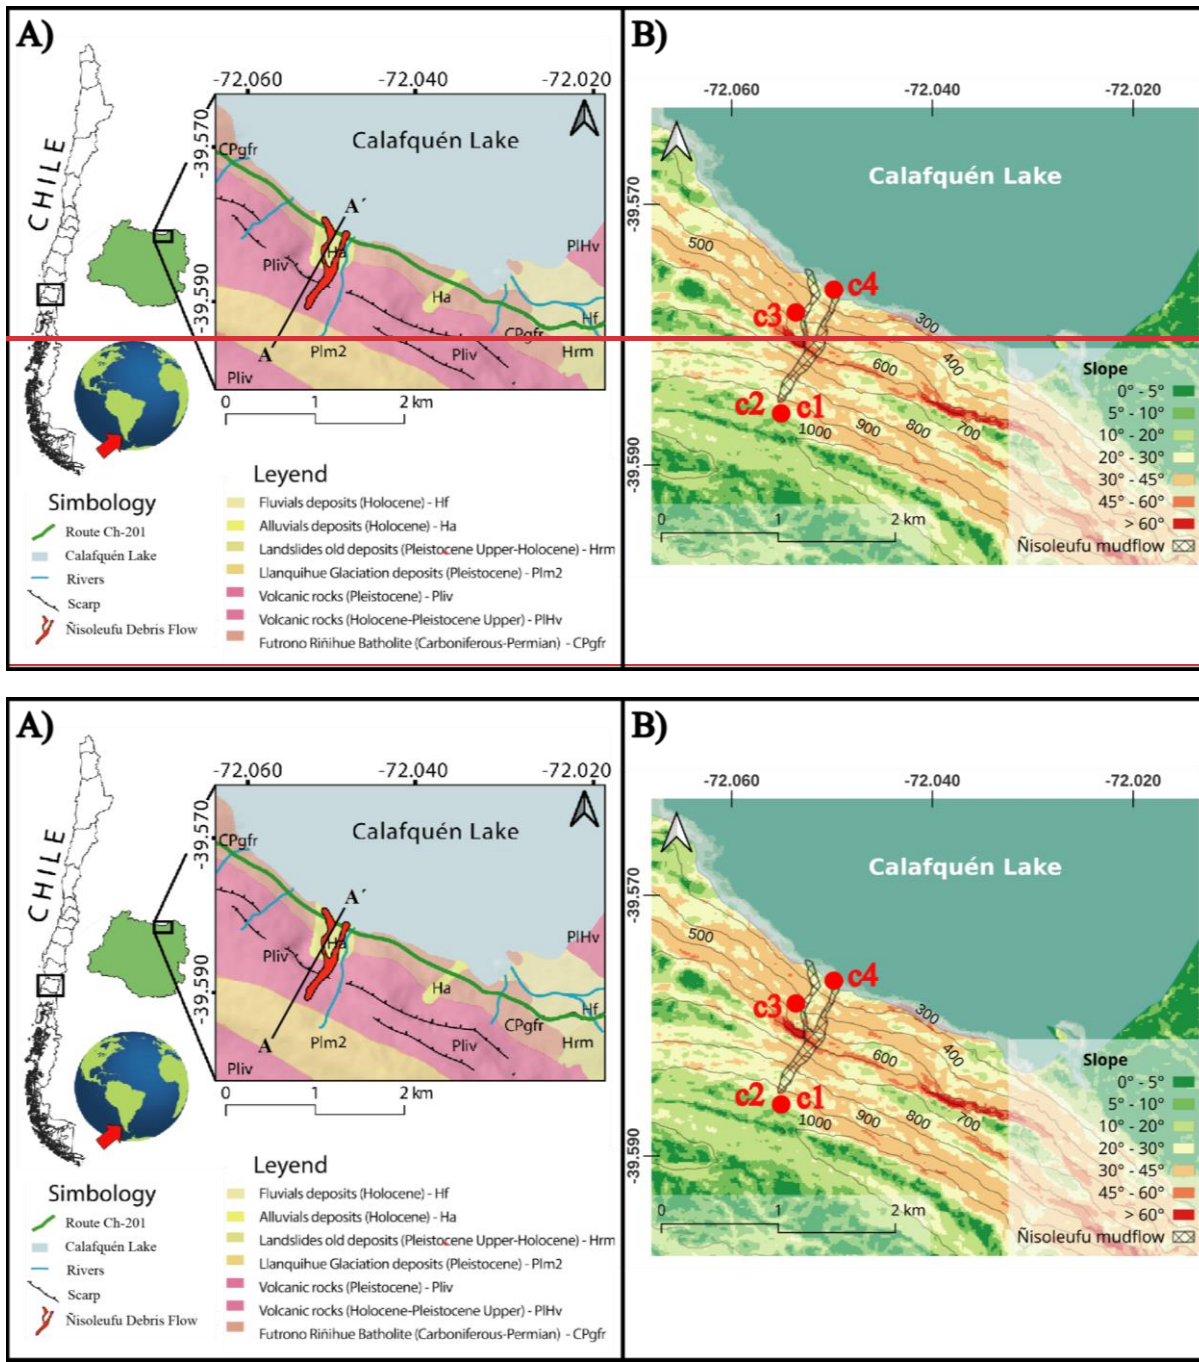 A)
-72.060 -72.040 -72.020
-39.570
-39.590
CHILE
Calafquén Lake
CPgfr
A´
Ha
Pliv
PlHv
Ha
Hf
CPgfr
A
Plm2
Pliv
Hrm
Pliv
0 1 2 km
Simbology
Route Ch-201
Calafquén Lake
Rivers
Scarp
Ñisoleufu Debris Flow
Leyend
Fluvials deposits (Holocene) - Hf
Alluvials deposits (Holocene) - Ha
Landslides old deposits (Pleistocene Upper-Holocene) - Hrm
Llanquihue Glaciation deposits (Pleistocene) - Plm2
Volcanic rocks (Pleistocene) - Pliv
Volcanic rocks (Holocene-Pleistocene Upper) - PlHv
Futrono Riñihue Batholite (Carboniferous-Permian) - CPgfr
B)
-72.060 -72.040 -72.020
-39.570
-39.590
Calafquén Lake
500
c4
c3
300
400
600
c2 c1
700
800
900
1000
0 1 2 km
Slope
0° - 5°
5° - 10°
10° - 20°
20° - 30°
30° - 45°
45° - 60°
> 60°
Ñisoleufu mudflow
A)
-72.060 -72.040 -72.020
-39.570
-39.590
CHILE
Calafquén Lake
CPgfr
A´
Ha
Pliv
PlHv
Ha
Hf
CPgfr
A
Plm2
Pliv
Hrm
Pliv
0 1 2 km
Simbology
Route Ch-201
Calafquén Lake
Rivers
Scarp
Ñisoleufu Debris Flow
Leyend
Fluvials deposits (Holocene) - Hf
Alluvials deposits (Holocene) - Ha
Landslides old deposits (Pleistocene Upper-Holocene) - Hrm
Llanquihue Glaciation deposits (Pleistocene) - Plm2
Volcanic rocks (Pleistocene) - Pliv
Volcanic rocks (Holocene-Pleistocene Upper) - PlHv
Futrono Riñihue Batholite (Carboniferous-Permian) - CPgfr
B)
-72.060 -72.040 -72.020
-39.570
-39.590
Calafquén Lake
500
c4
c3
300
400
600
c2 c1
700
800
900
1000
0 1 2 km
Slope
0° - 5°
5° - 10°
10° - 20°
20° - 30°
30° - 45°
45° - 60°
> 60°
Ñisoleufu mudflow